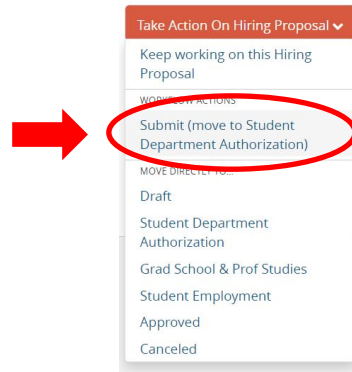 Take Action On Hiring Proposal
Keep working on this Hiring
Proposal
WORKFLOW ACTIONS
Submit (move to Student
Department Authorization)
MOVE DIRECTLY TO...
Draft
Student Department
Authorization
Grad School & Prof Studies
Student Employment
Approved
Canceled